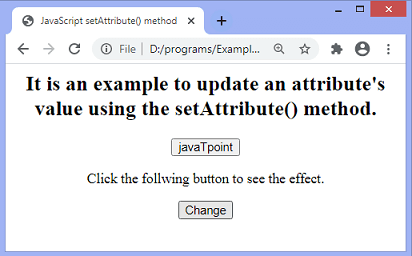 JavaScript setAttribute() method
File | D:/programs/Exampl...
It is an example to update an attribute's
value using the setAttribute() method.
javaTpoint
Click the follwing button to see the effect.
Change